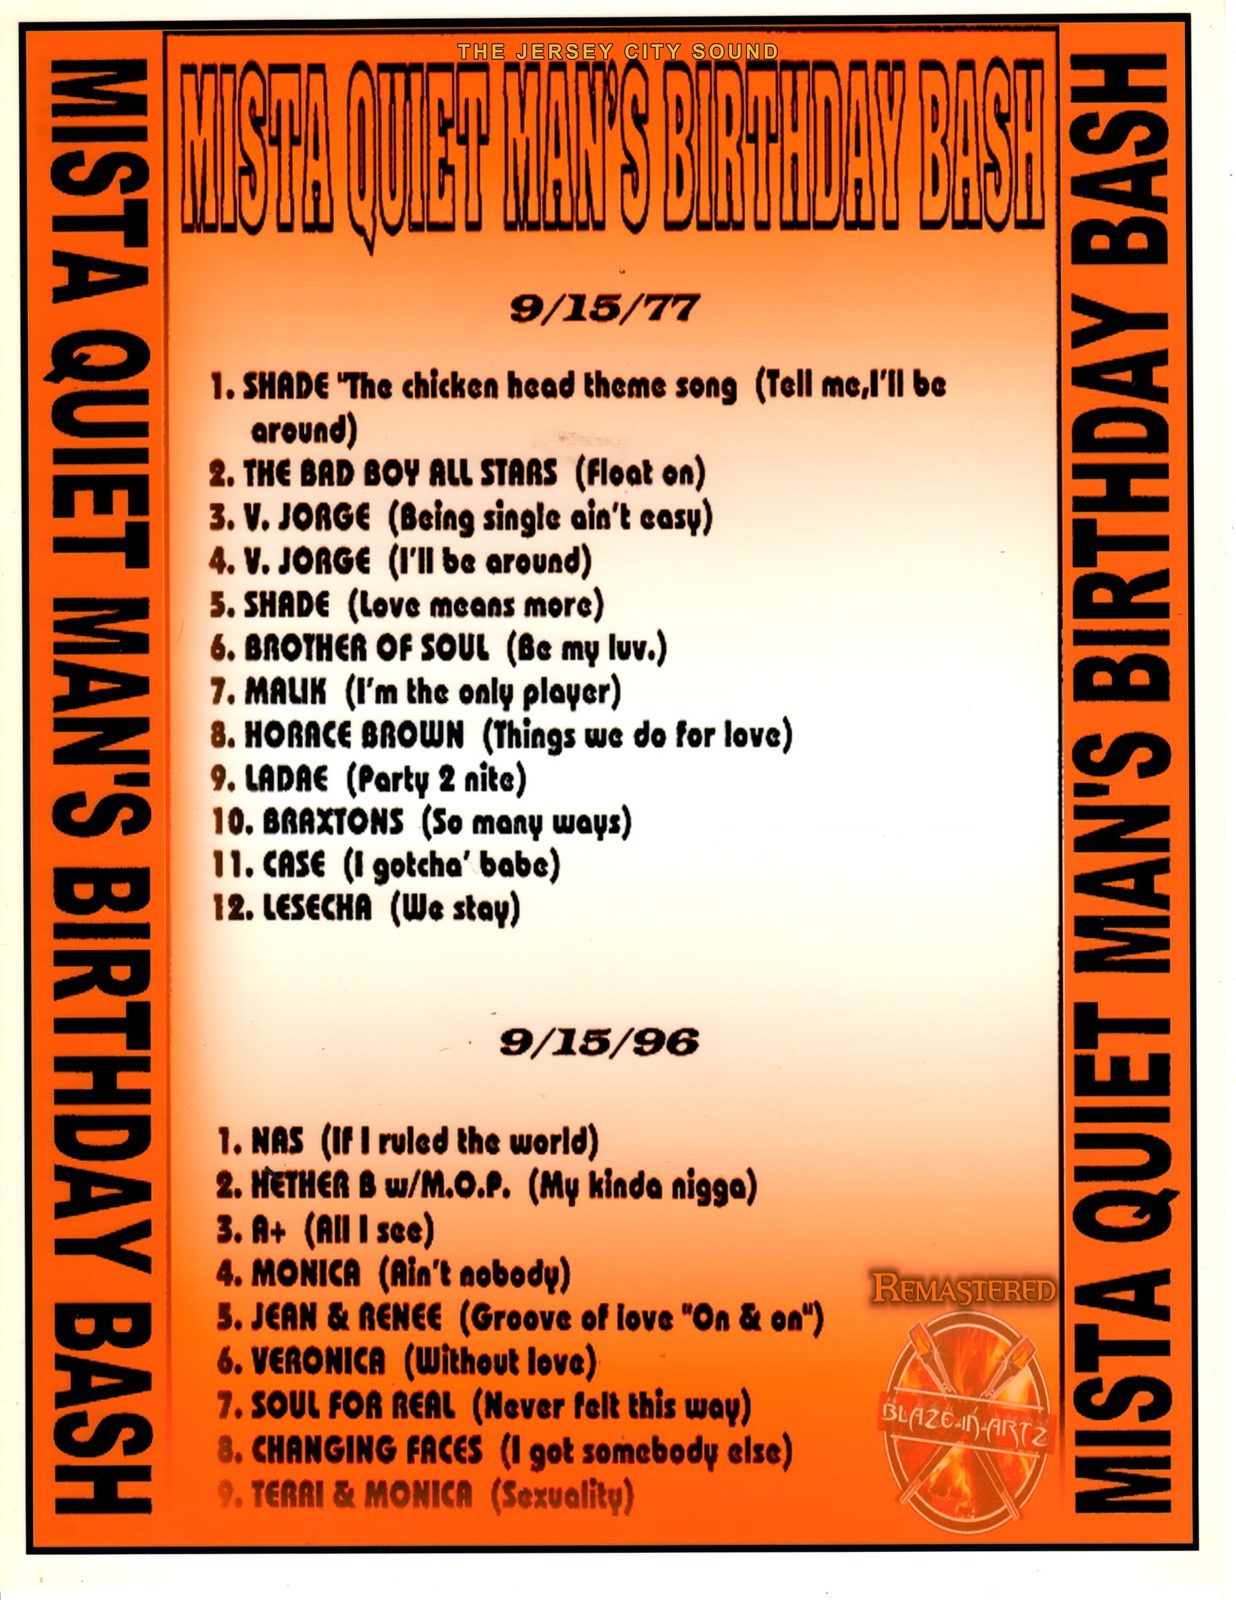 THE JERSEY CITY SOUND
MISTA QUIET MAN'S BIRTHDAY BASH
MISTA QUIET MAN'S BIRTHDAY BASH
MISTA QUIET MAN'S BIRTHDAY BASH
9/15/77
1. SHADE "The chicken head theme song (Tell me,I'll be
around)
2. THE BAD BOY ALL STARS (Float on)
3. V. JORGE (Being single ain't easy)
4. V. JORGE (I'll be around)
5. SHADE (Love means more)
6. BROTHER OF SOUL (Be my luv.)
7. MALIK (I'm the only player)
8. HORACE BROWN (Things we do for love)
9. LADAE (Party 2 nite)
10. BRAXTONS (So many ways)
11. CASE (I gotcha' babe)
12. LESECHA (We stay)
9/15/96
1. NAS (If I ruled the world)
2. HETHER B w/M.O.P. (My kinda nigga)
3. A+ (All I see)
4. MONICA (Ain't nobody)
5. JEAN & RENEE (Groove of love "On & on")
6. VERONICA (Without love)
7. SOUL FOR REAL (Never felt this way)
8. CHANGING FACES (I got somebody else)
9. TERRI & MONICA (Sexuality)
REMASTERED
BLAZE-IN-ARTZ